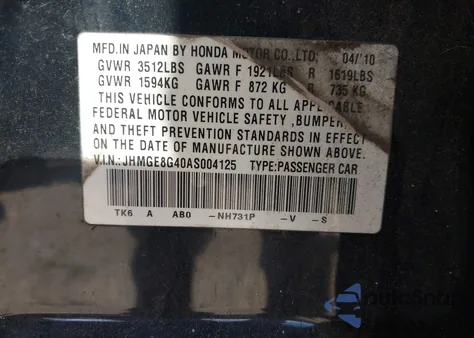 MFD.IN JAPAN BY HONDA MOTOR CO.,LTD. 04/'10
GVWR 3512LBS GAWR F 1921LBS R 1619LBS
GVWR 1594KG GAWR F 872 KG R 735 KG
THIS VEHICLE CONFORMS TO ALL APPLICABLE
FEDERAL MOTOR VEHICLE SAFETY ,BUMPER,
AND THEFT PREVENTION STANDARDS IN EFFECT
ON THE DATE OF MANUFACTURE SHOWN ABOVE.
V.I.N.: JHMGE8G40AS004125 TYPE:PASSENGER CAR
TK6 A AB0 -NH731P -V -S